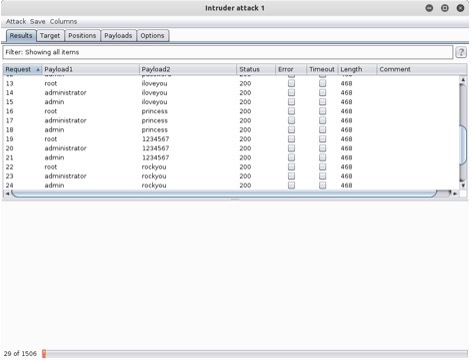 Intruder attack 1
Attack Save Columns
Results Target Positions Payloads Options
Filter: Showing all items
?
Request Payload1 Payload2 Status Error Timeout Length Comment
13 root iloveyou 200 468
14 administrator iloveyou 200 468
15 admin iloveyou 200 468
16 root princess 200 468
17 administrator princess 200 468
18 admin princess 200 468
19 root 1234567 200 468
20 administrator 1234567 200 468
21 admin 1234567 200 468
22 root rockyou 200 468
23 administrator rockyou 200 468
24 admin rockyou 200 468
29 of 1506